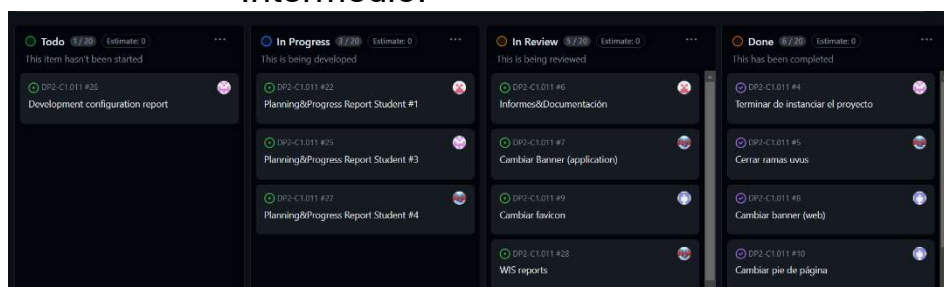 intermedio:
Todo 1/20 Estimate: 0 ...
This item hasn't been started
DP2-C1.011 #26
Development configuration report
In Progress 3/20 Estimate: 0 ...
This is being developed
DP2-C1.011 #22
Planning&Progress Report Student #1
DP2-C1.011 #25
Planning&Progress Report Student #3
DP2-C1.011 #27
Planning&Progress Report Student #4
In Review 5/20 Estimate: 0 ...
This is being reviewed
DP2-C1.011 #6
Informes&Documentación
DP2-C1.011 #7
Cambiar Banner (application)
DP2-C1.011 #9
Cambiar favicon
DP2-C1.011 #28
WIS reports
Done 6/20 Estimate: 0 ...
This has been completed
DP2-C1.011 #4
Terminar de instanciar el proyecto
DP2-C1.011 #5
Cerrar ramas uvus
DP2-C1.011 #8
Cambiar banner (web)
DP2-C1.011 #10
Cambiar pie de página